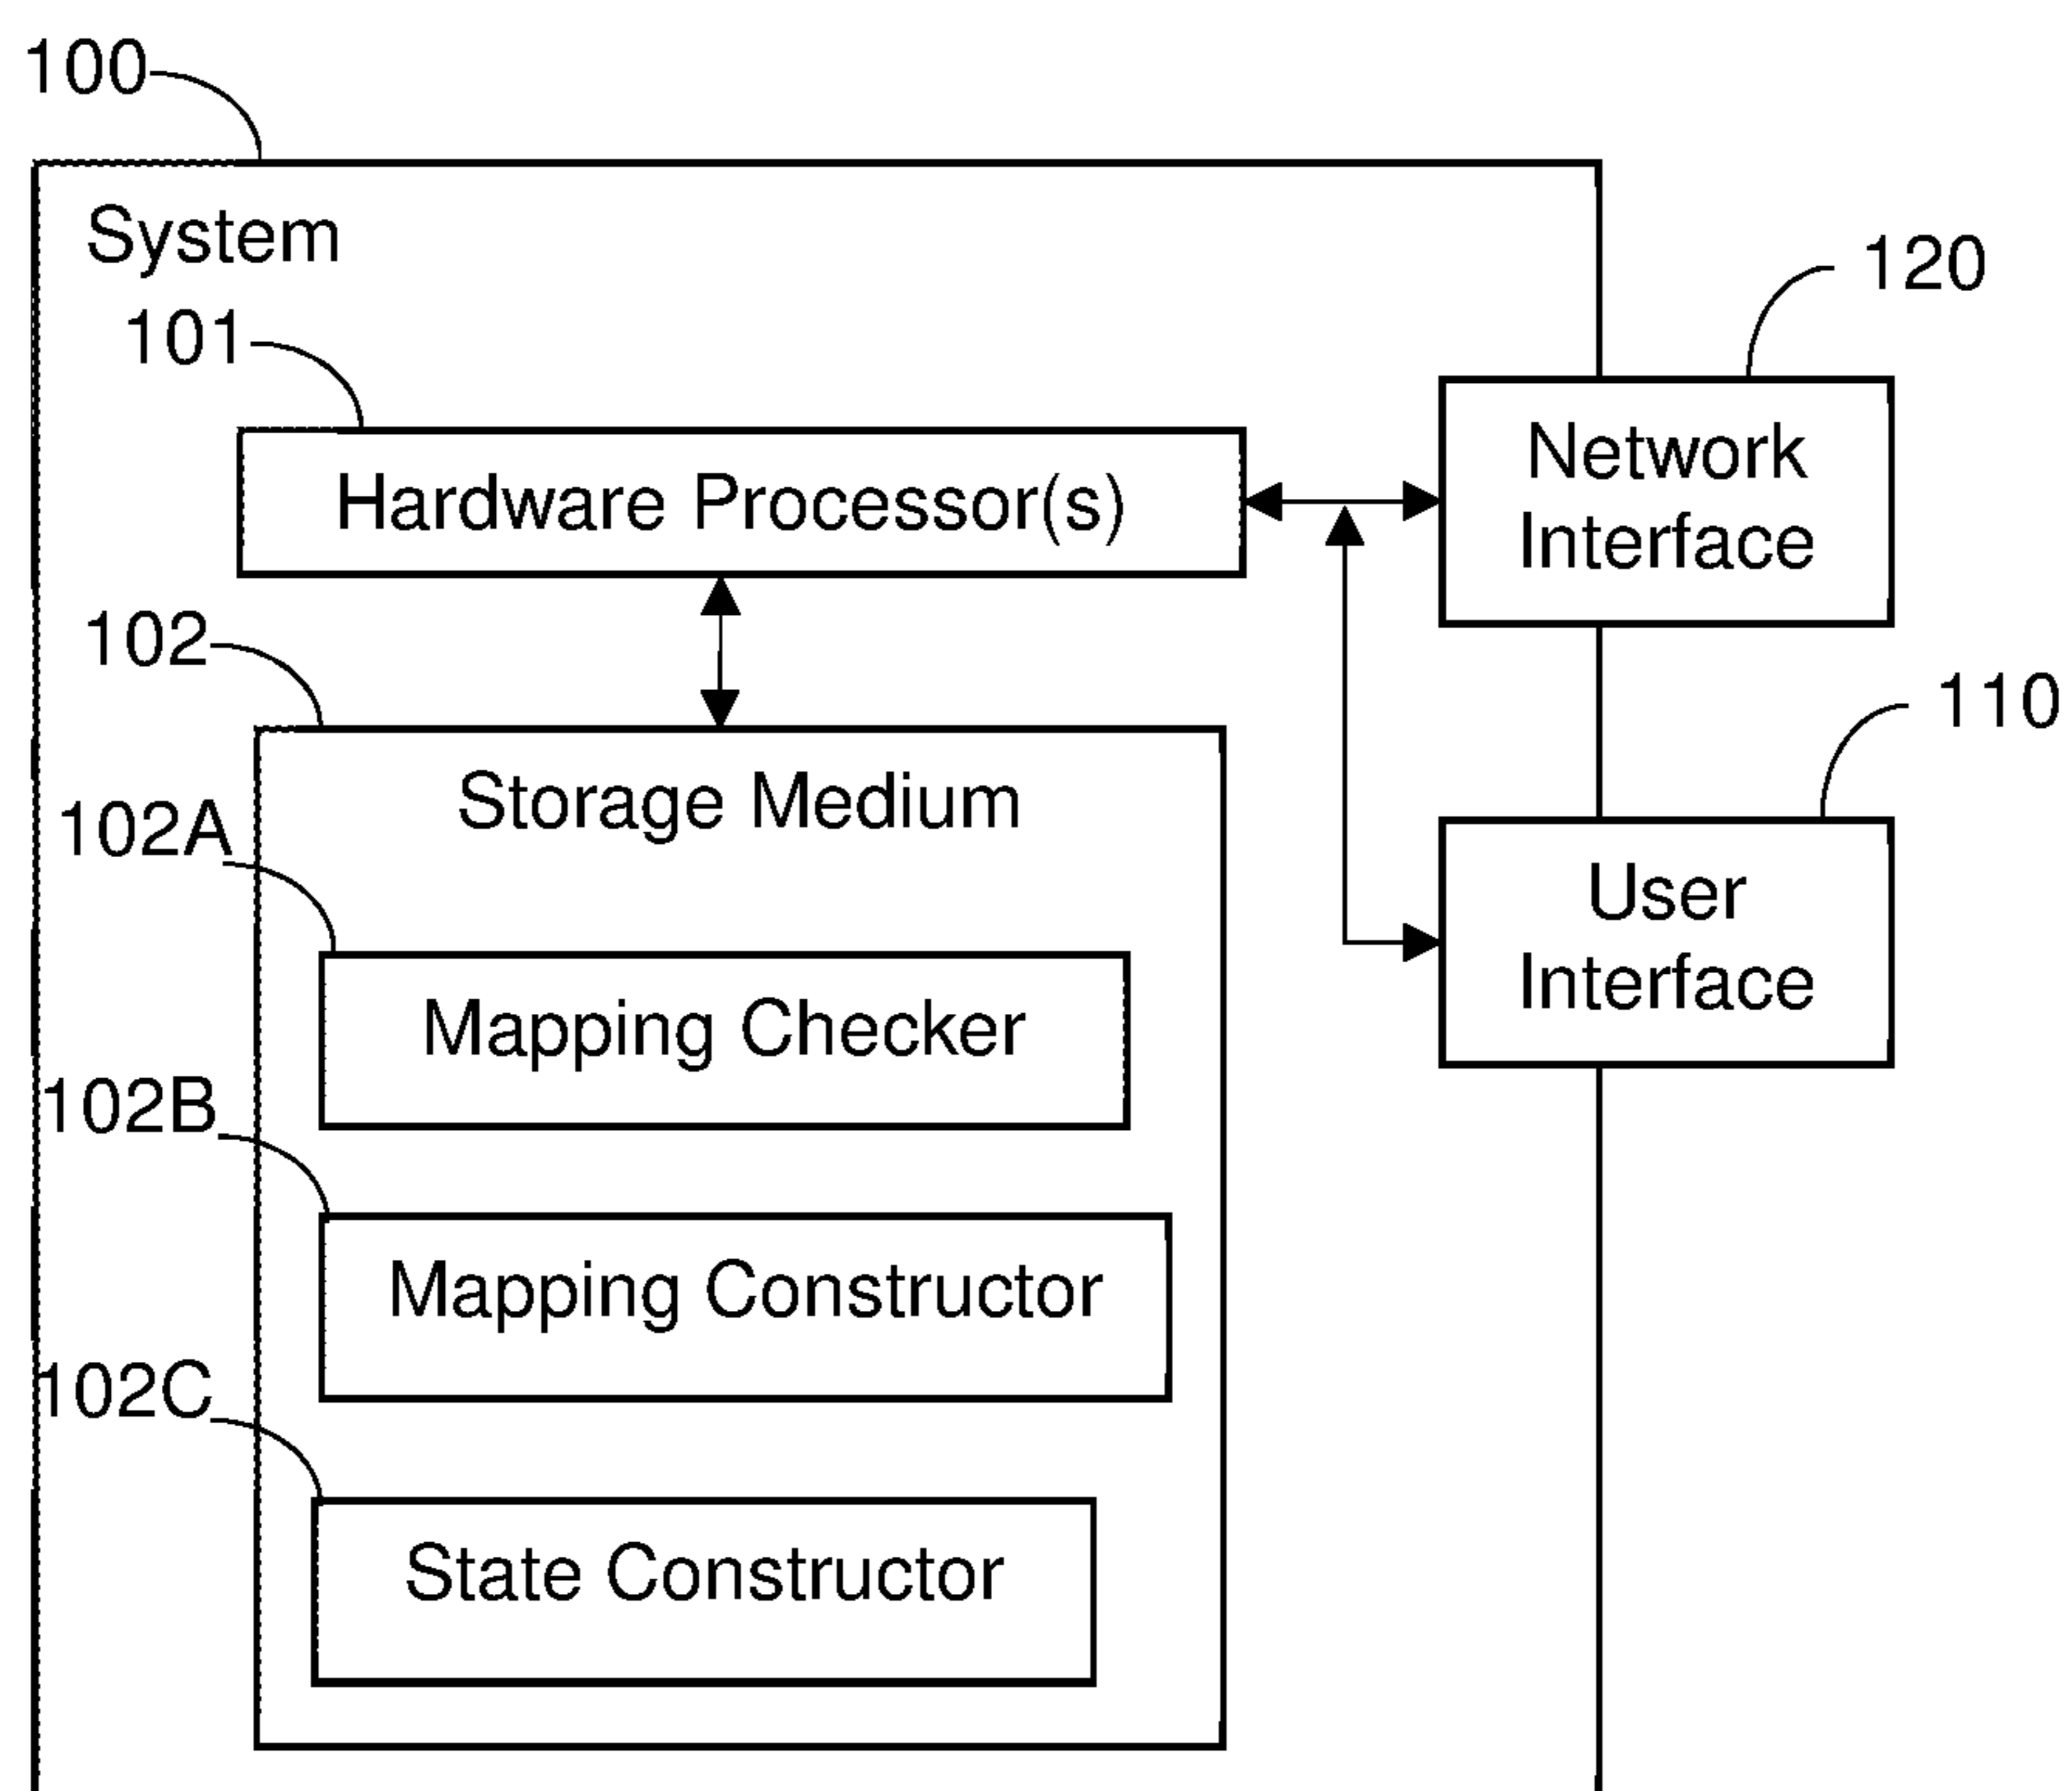 100
System
120
101
Network
Interface
Hardware Processor(s)
102
110
Storage Medium
102A
User
Interface
Mapping Checker
102B
Mapping Constructor
102C
State Constructor